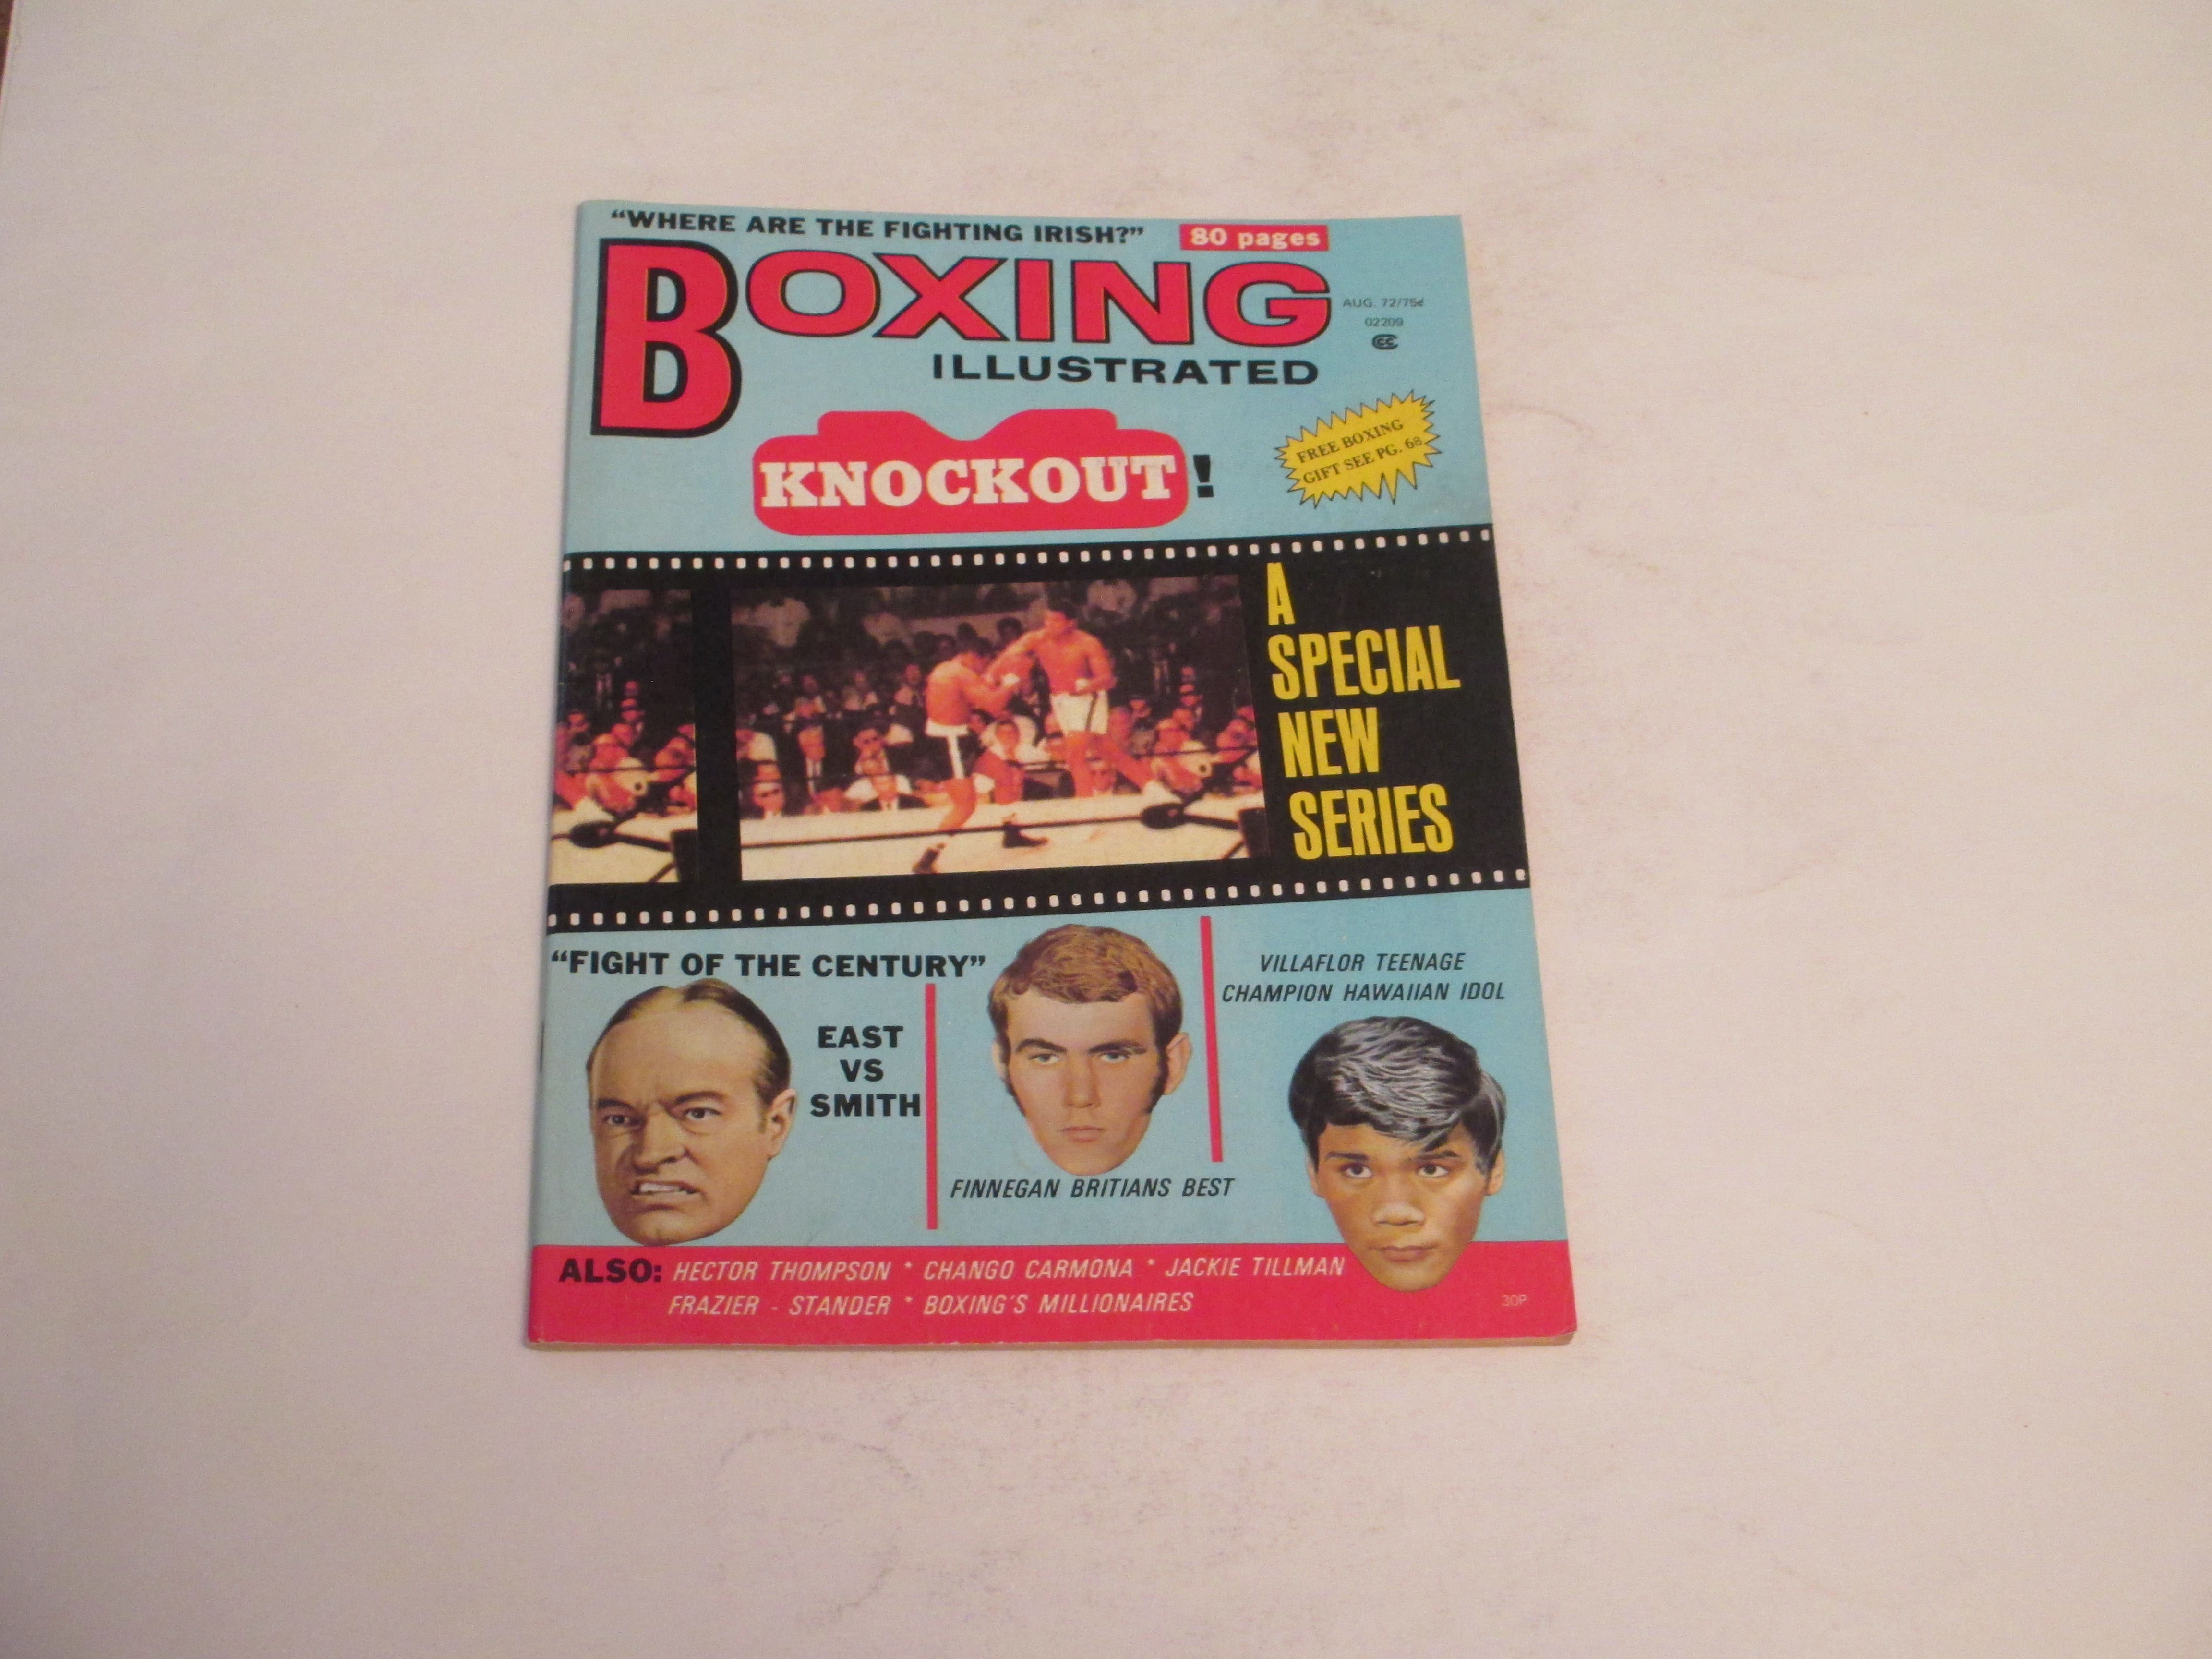 “WHERE ARE THE FIGHTING IRISH?” 80 pages
BOXING
ILLUSTRATED
AUG. 72/75¢
02209
CC
KNOCKOUT!
FREE BOXING
GIFT SEE PG. 68
A
SPECIAL
NEW
SERIES
“FIGHT OF THE CENTURY”
EAST
VS
SMITH
FINNEGAN BRITIANS BEST
VILLAFLOR TEENAGE
CHAMPION HAWAIIAN IDOL
ALSO: HECTOR THOMPSON * CHANGO CARMONA * JACKIE TILLMAN
FRAZIER - STANDER * BOXING'S MILLIONAIRES
30P